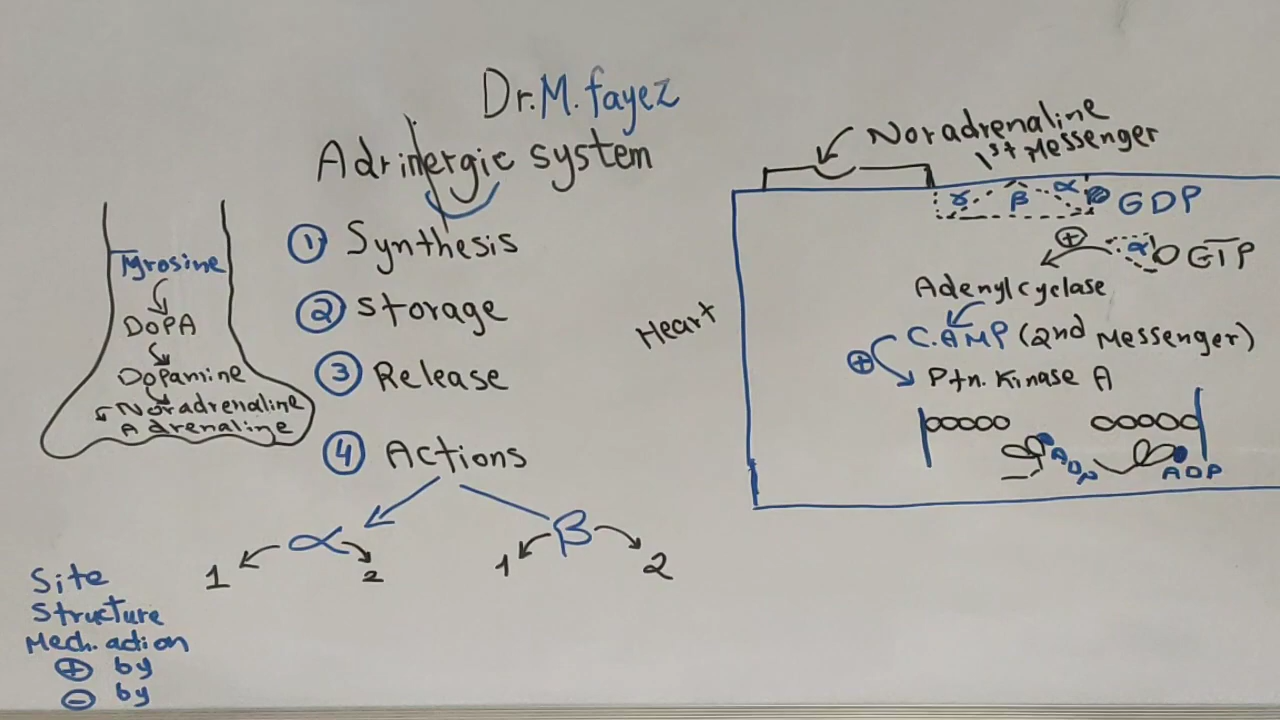 Dr. M. fayez
Adrinergic system
① Synthesis
② Storage
③ Release
④ Actions
α β
1 2 1 2
Tyrosine
DOPA
Dopamine
Noradrenaline
Adrenaline
Site
Structure
Mech. action
⊕ by
⊖ by
Noradrenaline
1st Messenger
γ β α GDP
⊕ α GTP
Adenylcyclase
C.AMP (2nd Messenger)
⊕ Ptn. Kinase A
ADP
ADP
Heart